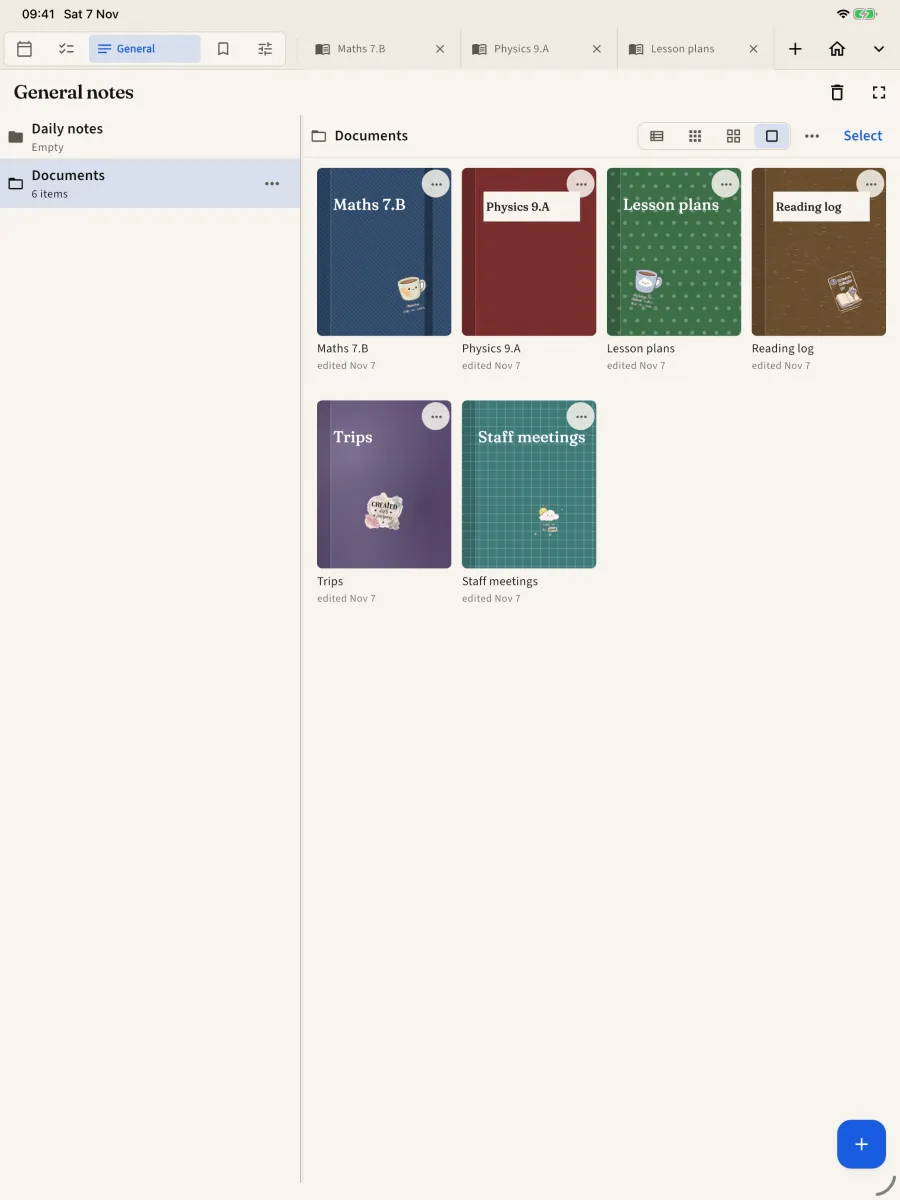 09:41 Sat 7 Nov
General
Maths 7.B
Physics 9.A
Lesson plans
General notes
Daily notes
Empty
Documents
6 items
Documents
Select
Maths 7.B
Physics 9.A
Lesson plans
Reading log
Maths 7.B
edited Nov 7
Physics 9.A
edited Nov 7
Lesson plans
edited Nov 7
Reading log
edited Nov 7
Trips
CREATED
Staff meetings
Trips
edited Nov 7
Staff meetings
edited Nov 7